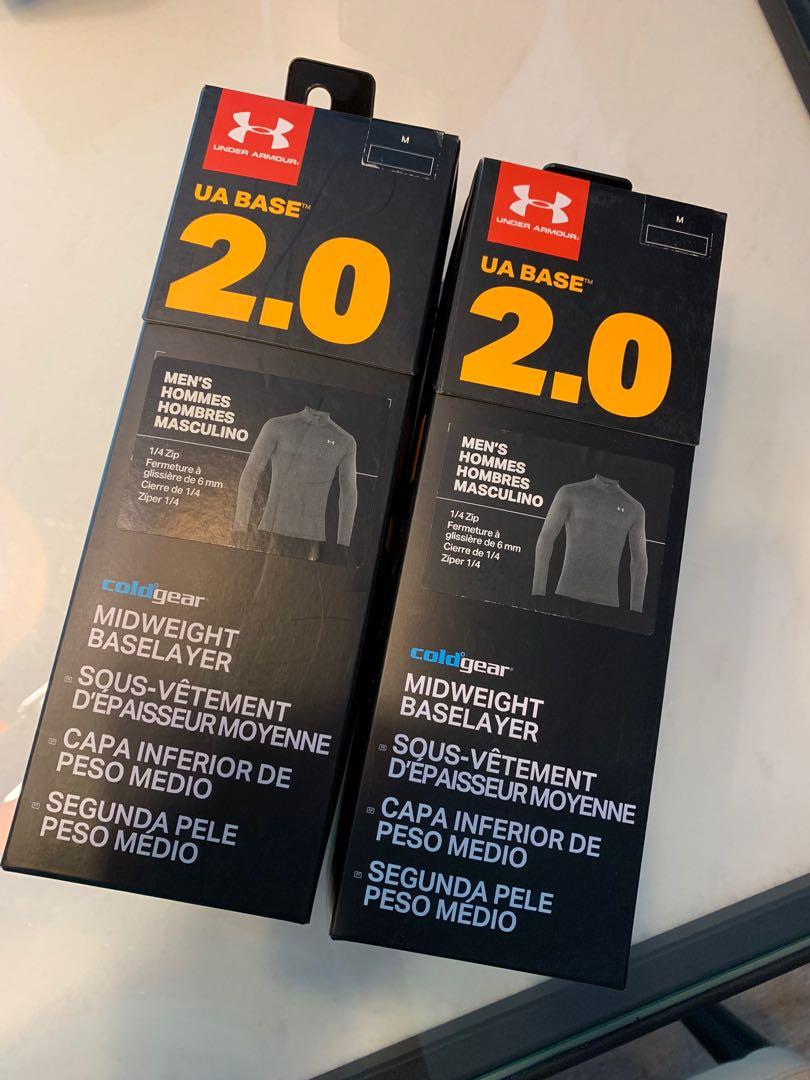 UNDER ARMOUR®
M
UA BASE™
2.0
MEN'S
HOMMES
HOMBRES
MASCULINO
1/4 Zip
Fermeture à
glissière de 6 mm
Cierre de 1/4
Zíper 1/4
coldgear
MIDWEIGHT
BASELAYER
SOUS-VÊTEMENT
D'ÉPAISSEUR MOYENNE
CAPA INFERIOR DE
PESO MEDIO
SEGUNDA PELE
PESO MÉDIO
UNDER ARMOUR®
M
UA BASE™
2.0
MEN'S
HOMMES
HOMBRES
MASCULINO
1/4 Zip
Fermeture à
glissière de 6 mm
Cierre de 1/4
Zíper 1/4
coldgear®
MIDWEIGHT
BASELAYER
SOUS-VÊTEMENT
D'ÉPAISSEUR MOYENNE
CAPA INFERIOR DE
PESO MEDIO
SEGUNDA PELE
PESO MÉDIO